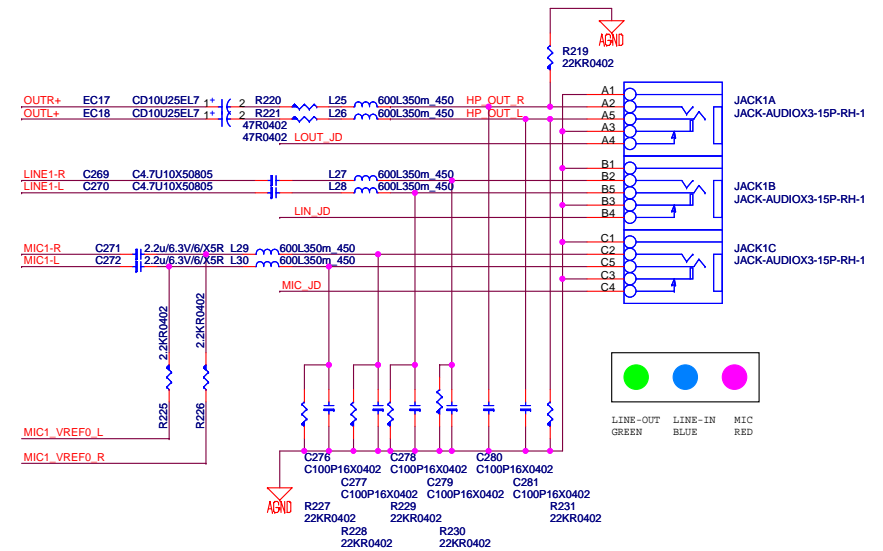 AGND
R219
22KR0402
OUTR+ EC17 CD10U25EL7 1 + 2 R220 L25 600L350m_450 HP_OUT_R
OUTL+ EC18 CD10U25EL7 1 2 R221 L26 600L350m_450 HP_OUT_L
47R0402
47R0402
LOUT_JD
A1
A2
A5
A3
A4
JACK1A
JACK-AUDIOX3-15P-RH-1
LINE1-R C269 C4.7U10X50805 L27 600L350m_450
LINE1-L C270 C4.7U10X50805 L28 600L350m_450
LIN_JD
B1
B2
B5
B3
B4
JACK1B
JACK-AUDIOX3-15P-RH-1
MIC1-R C271 2.2u/6.3V/6/X5R L29 600L350m_450
MIC1-L C272 2.2u/6.3V/6/X5R L30 600L350m_450
MIC_JD
C1
C2
C5
C3
C4
JACK1C
JACK-AUDIOX3-15P-RH-1
2.2KR0402
2.2KR0402
R225
R226
MIC1_VREF0_L
MIC1_VREF0_R
LINE-OUT LINE-IN MIC
GREEN BLUE RED
AGND
C276 C278 C280
C100P16X0402 C100P16X0402 C100P16X0402
C277 C279 C281
C100P16X0402 C100P16X0402 C100P16X0402
R227 R229 R231
22KR0402 22KR0402 22KR0402
R228 R230
22KR0402 22KR0402